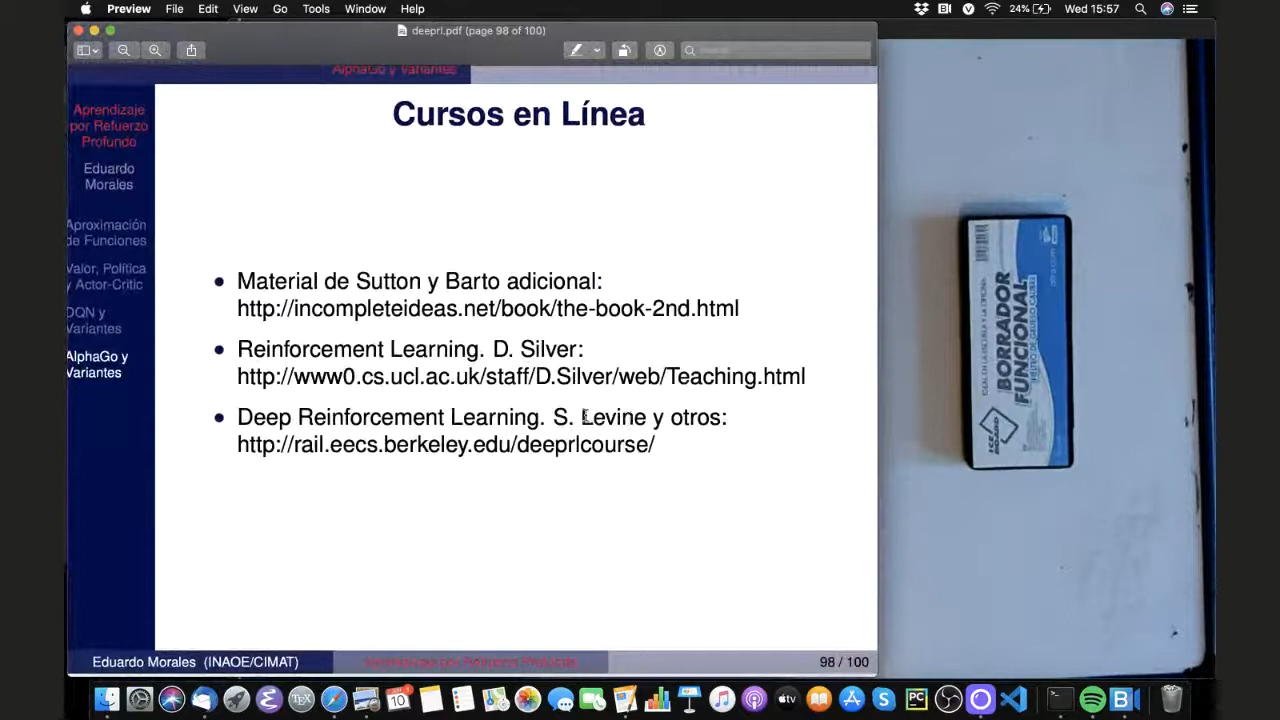 Preview File Edit View Go Tools Window Help
24% Wed 15:57
deeprl.pdf (page 98 of 100)
Search
AlphaGo y Variantes
Aprendizaje
por Refuerzo
Profundo
Eduardo
Morales
Aproximación
de Funciones
Valor, Política
y Actor-Critic
DQN y
Variantes
AlphaGo y
Variantes
Cursos en Línea
Material de Sutton y Barto adicional:
http://incompleteideas.net/book/the-book-2nd.html
Reinforcement Learning. D. Silver:
http://www0.cs.ucl.ac.uk/staff/D.Silver/web/Teaching.html
Deep Reinforcement Learning. S. Levine y otros:
http://rail.eecs.berkeley.edu/deeprlcourse/
Eduardo Morales (INAOE/CIMAT)
Aprendizaje por Refuerzo Profundo
98 / 100
BORRADOR
FUNCIONAL